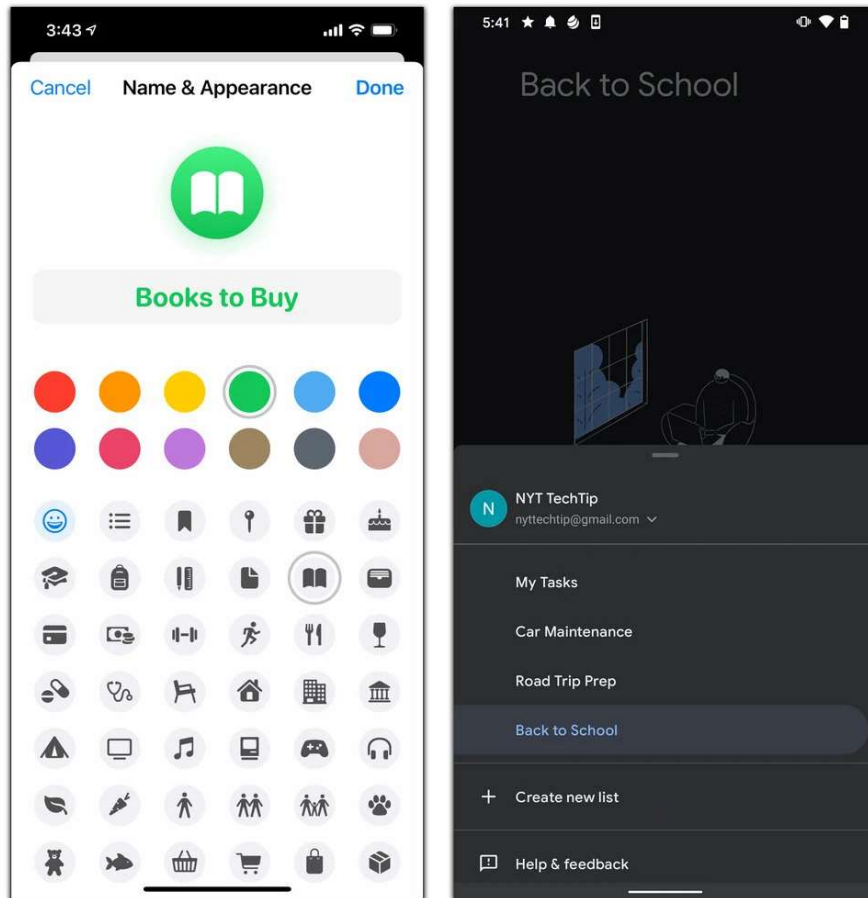 3:43
Cancel Name & Appearance Done
Books to Buy
5:41
Back to School
N
NYT TechTip
nyttechtip@gmail.com
My Tasks
Car Maintenance
Road Trip Prep
Back to School
+ Create new list
Help & feedback